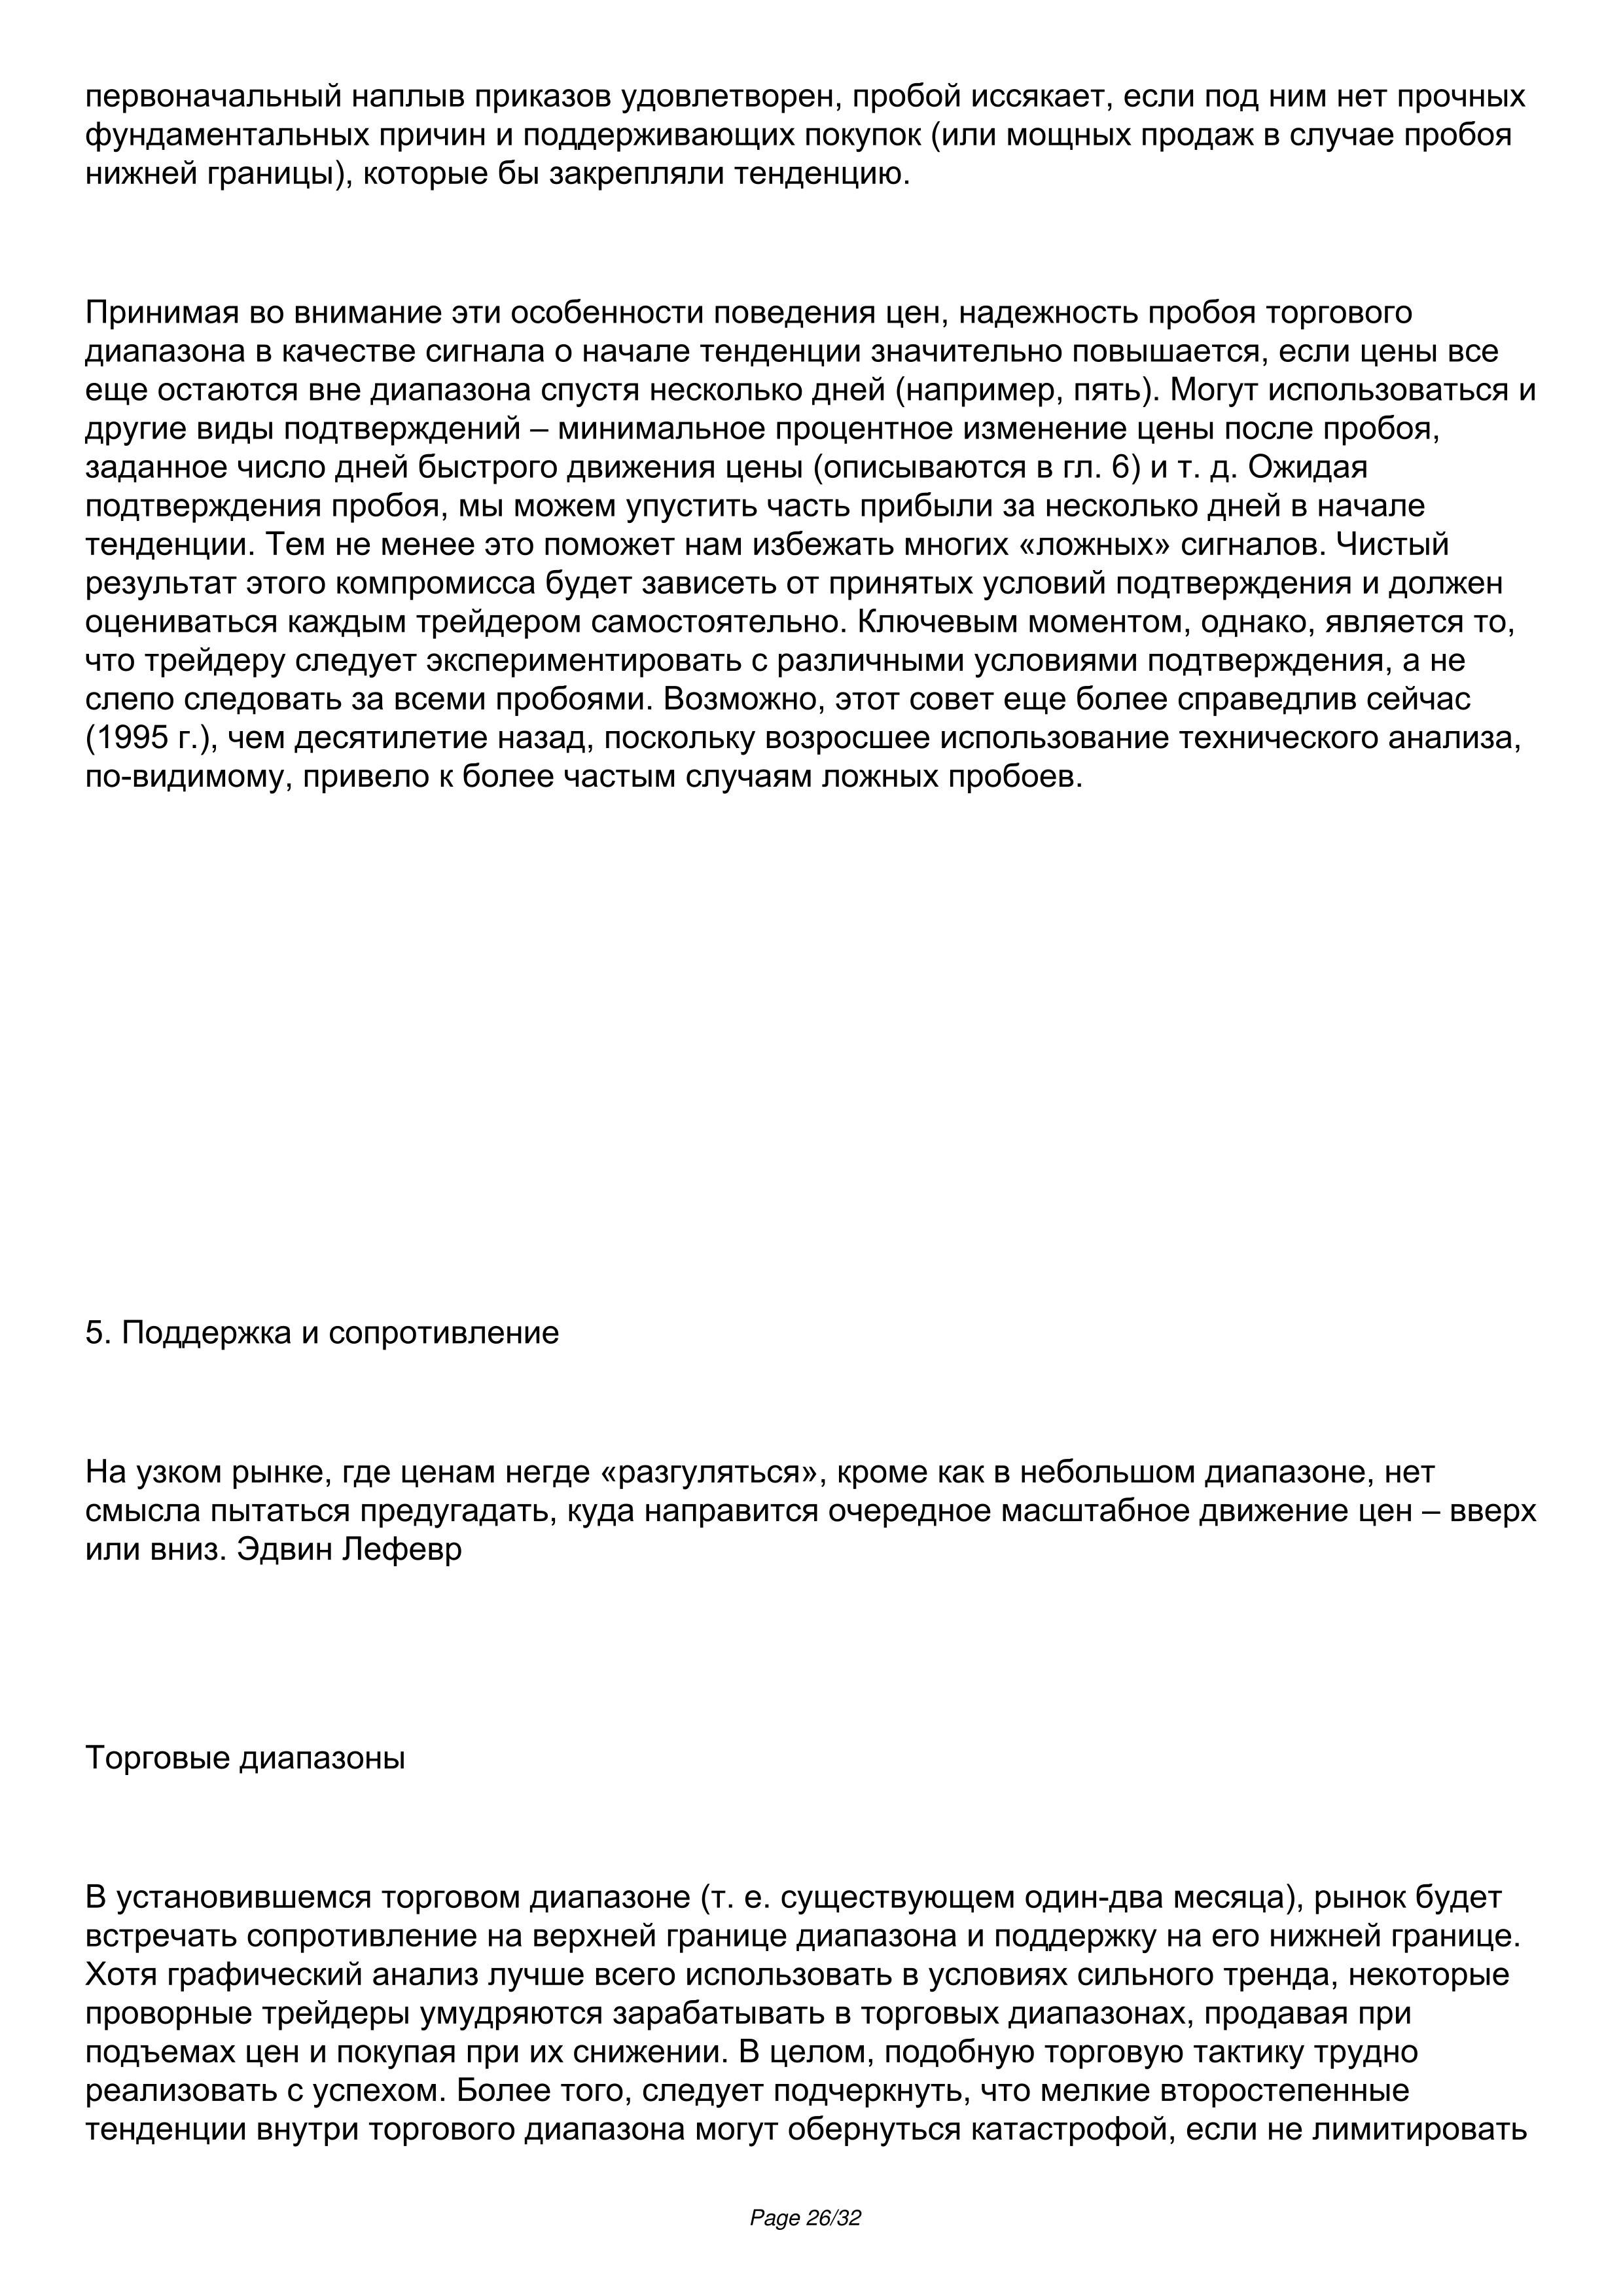 первоначальный наплыв приказов удовлетворен, пробой иссякает, если под ним нет прочных
фундаментальных причин и поддерживающих покупок (или мощных продаж в случае пробоя
нижней границы), которые бы закрепляли тенденцию.
Принимая во внимание эти особенности поведения цен, надежность пробоя торгового
диапазона в качестве сигнала о начале тенденции значительно повышается, если цены все
еще остаются вне диапазона спустя несколько дней (например, пять). Могут использоваться и
другие виды подтверждений – минимальное процентное изменение цены после пробоя,
заданное число дней быстрого движения цены (описываются в гл. 6) и т. д. Ожидая
подтверждения пробоя, мы можем упустить часть прибыли за несколько дней в начале
тенденции. Тем не менее это поможет нам избежать многих «ложных» сигналов. Чистый
результат этого компромисса будет зависеть от принятых условий подтверждения и должен
оцениваться каждым трейдером самостоятельно. Ключевым моментом, однако, является то,
что трейдеру следует экспериментировать с различными условиями подтверждения, а не
слепо следовать за всеми пробоями. Возможно, этот совет еще более справедлив сейчас
(1995 г.), чем десятилетие назад, поскольку возросшее использование технического анализа,
по-видимому, привело к более частым случаям ложных пробоев.
5. Поддержка и сопротивление
На узком рынке, где ценам негде «разгуляться», кроме как в небольшом диапазоне, нет
смысла пытаться предугадать, куда направится очередное масштабное движение цен – вверх
или вниз. Эдвин Лефевр
Торговые диапазоны
В установившемся торговом диапазоне (т. е. существующем один-два месяца), рынок будет
встречать сопротивление на верхней границе диапазона и поддержку на его нижней границе.
Хотя графический анализ лучше всего использовать в условиях сильного тренда, некоторые
проворные трейдеры умудряются зарабатывать в торговых диапазонах, продавая при
подъемах цен и покупая при их снижении. В целом, подобную торговую тактику трудно
реализовать с успехом. Более того, следует подчеркнуть, что мелкие второстепенные
тенденции внутри торгового диапазона могут обернуться катастрофой, если не лимитировать
Page 26/32